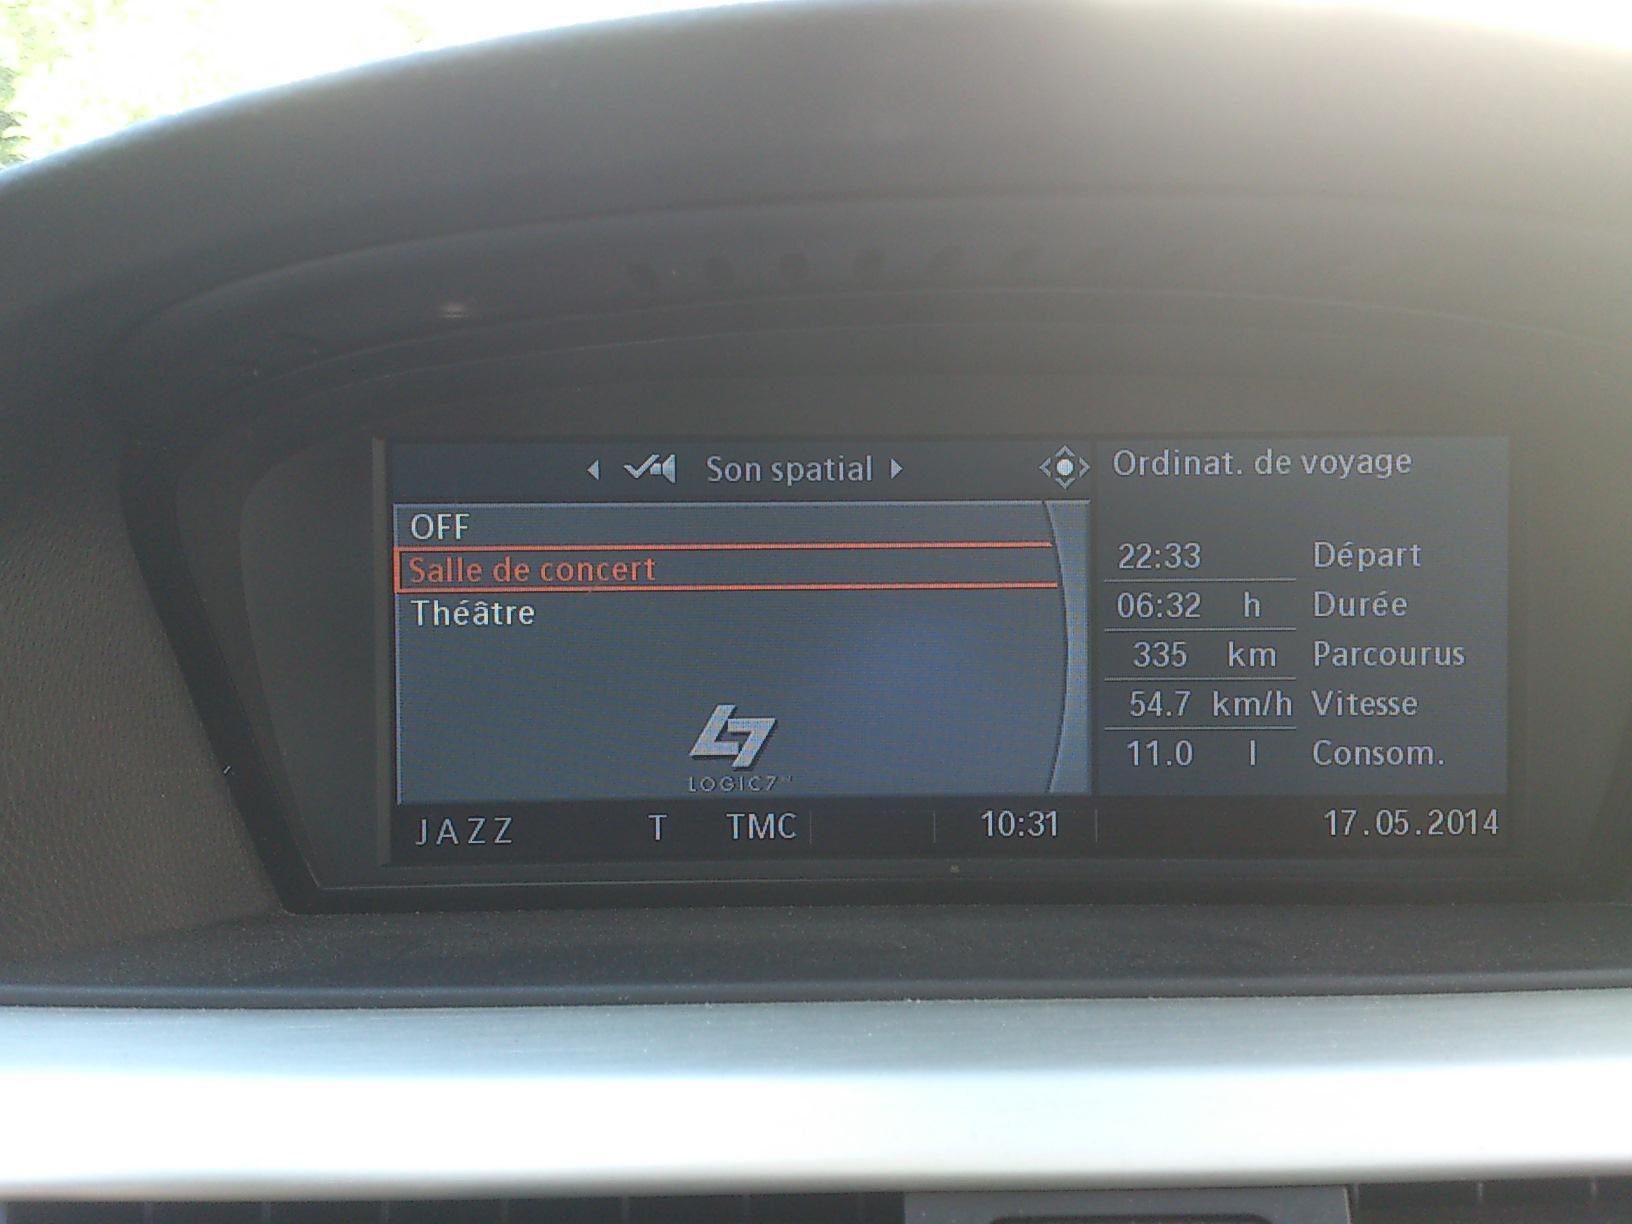 Son spatial
OFF
Salle de concert
Théâtre
LOGIC7™
Ordinat. de voyage
22:33 Départ
06:32 h Durée
335 km Parcourus
54.7 km/h Vitesse
11.0 l Consom.
JAZZ T TMC 10:31 17.05.2014